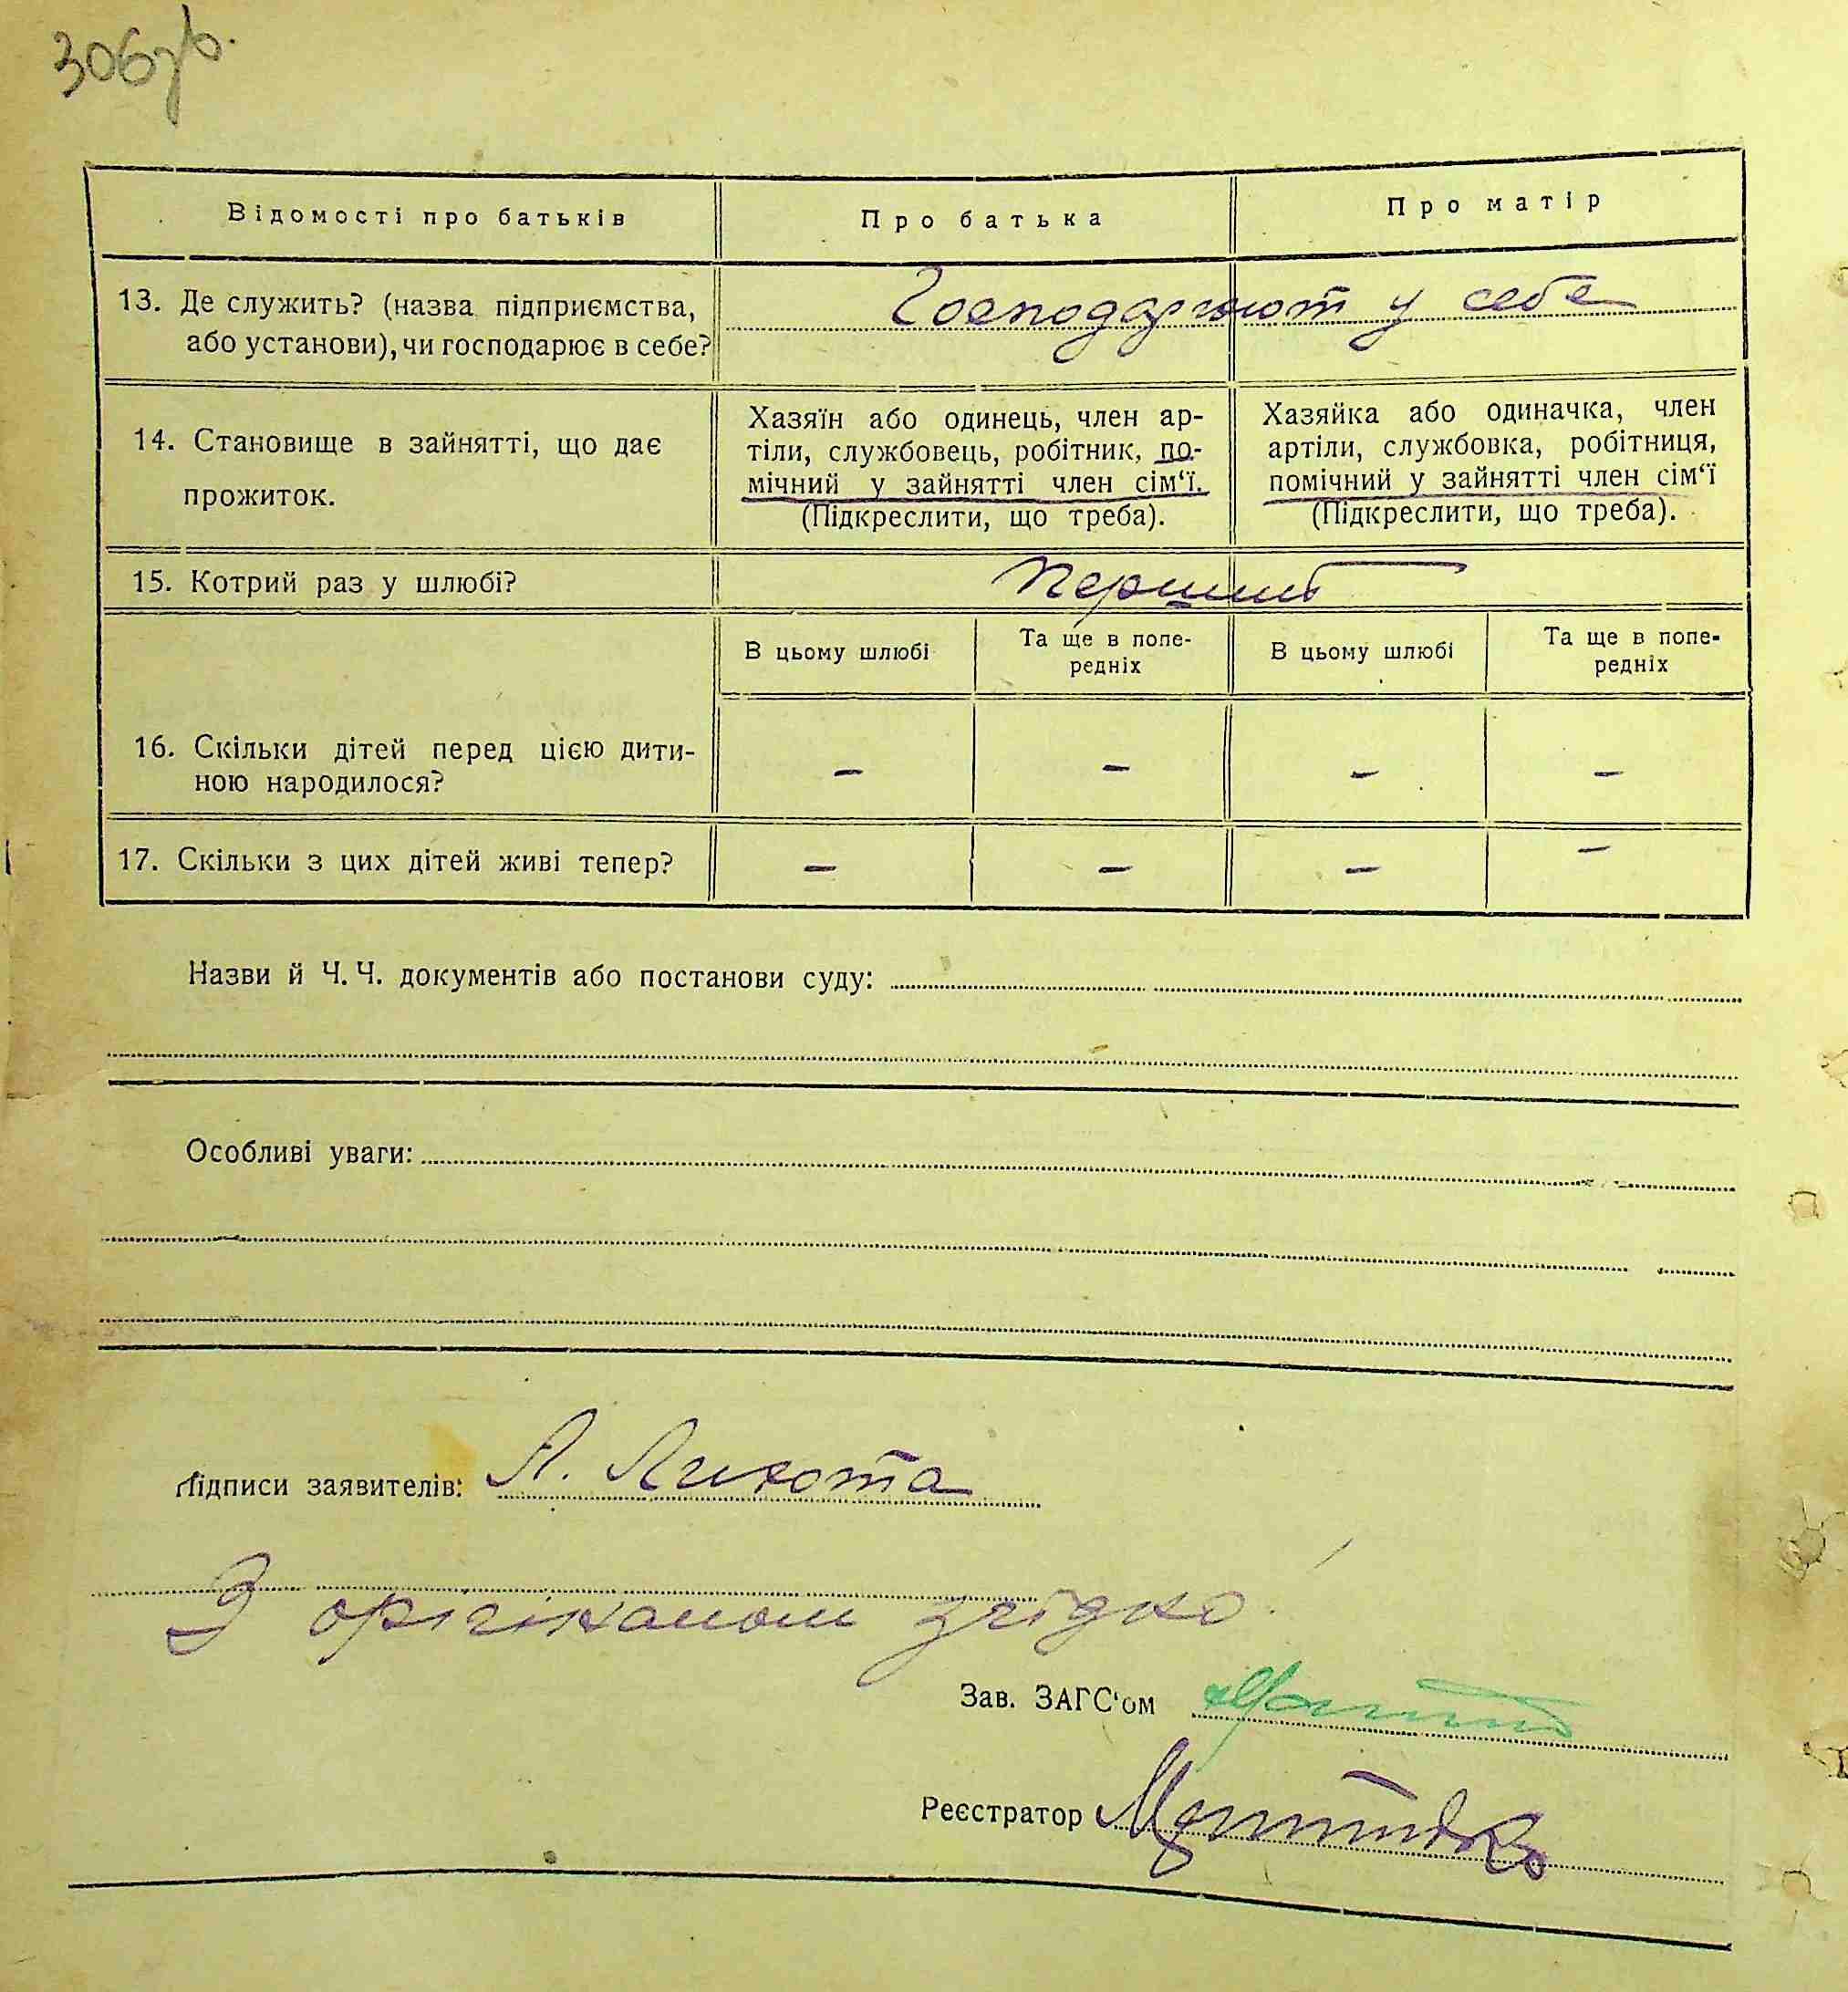 306зв.
Відомості про батьків
Про батька
Про матір
13. Де служить? (назва підприємства,
або установи), чи господарює в себе?
Господарюют у себе
14. Становище в зайнятті, що дає
прожиток.
Хазяїн або одинець, член ар-
тіли, службовець, робітник, по-
мічний у зайнятті член сім‘ї.
(Підкреслити, що треба).
Хазяйка або одиначка, член
артіли, службовка, робітниця,
помічний у зайнятті член сім‘ї
(Підкреслити, що треба).
15. Котрий раз у шлюбі?
Перший
В цьому шлюбі
Та ще в попе-
редніх
В цьому шлюбі
Та ще в попе-
редніх
16. Скільки дітей перед цією дити-
ною народилося?
– – – –
17. Скільки з цих дітей живі тепер?
– – – –
Назви й Ч. Ч. документів або постанови суду:
Особливі уваги:
Підписи заявителів: Л. Лихота
З орігіналом згідно
Зав. ЗАГС‘ом
Реєстратор